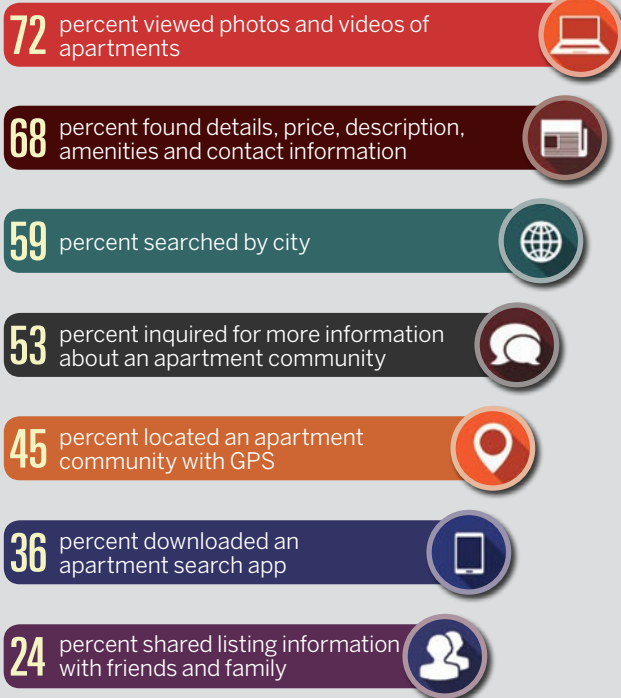 72 percent viewed photos and videos of
apartments
68 percent found details, price, description,
amenities and contact information
59 percent searched by city
53 percent inquired for more information
about an apartment community
45 percent located an apartment
community with GPS
36 percent downloaded an
apartment search app
24 percent shared listing information
with friends and family